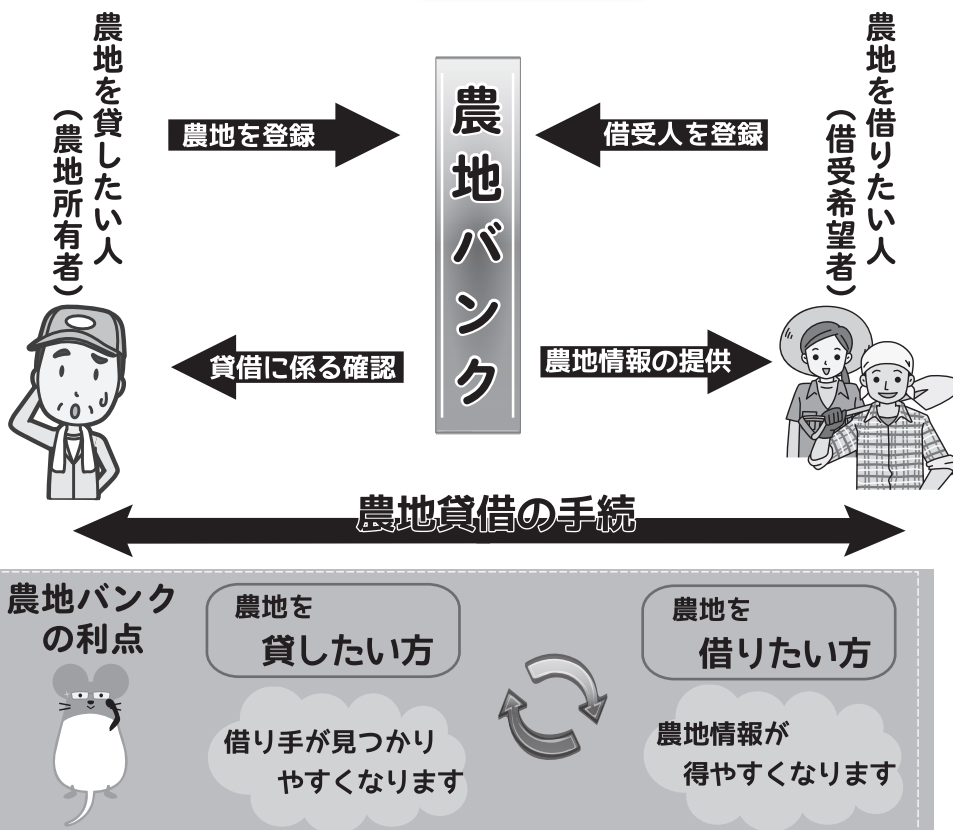 農地を貸したい人
（農地所有者）
農地を登録
農地バンク
借受人を登録
農地を借りたい人
（借受希望者）
貸借に係る確認
農地情報の提供
農地貸借の手続
農地バンク
の利点
農地を
貸したい方
農地を
借りたい方
借り手が見つかり
やすくなります
農地情報が
得やすくなります